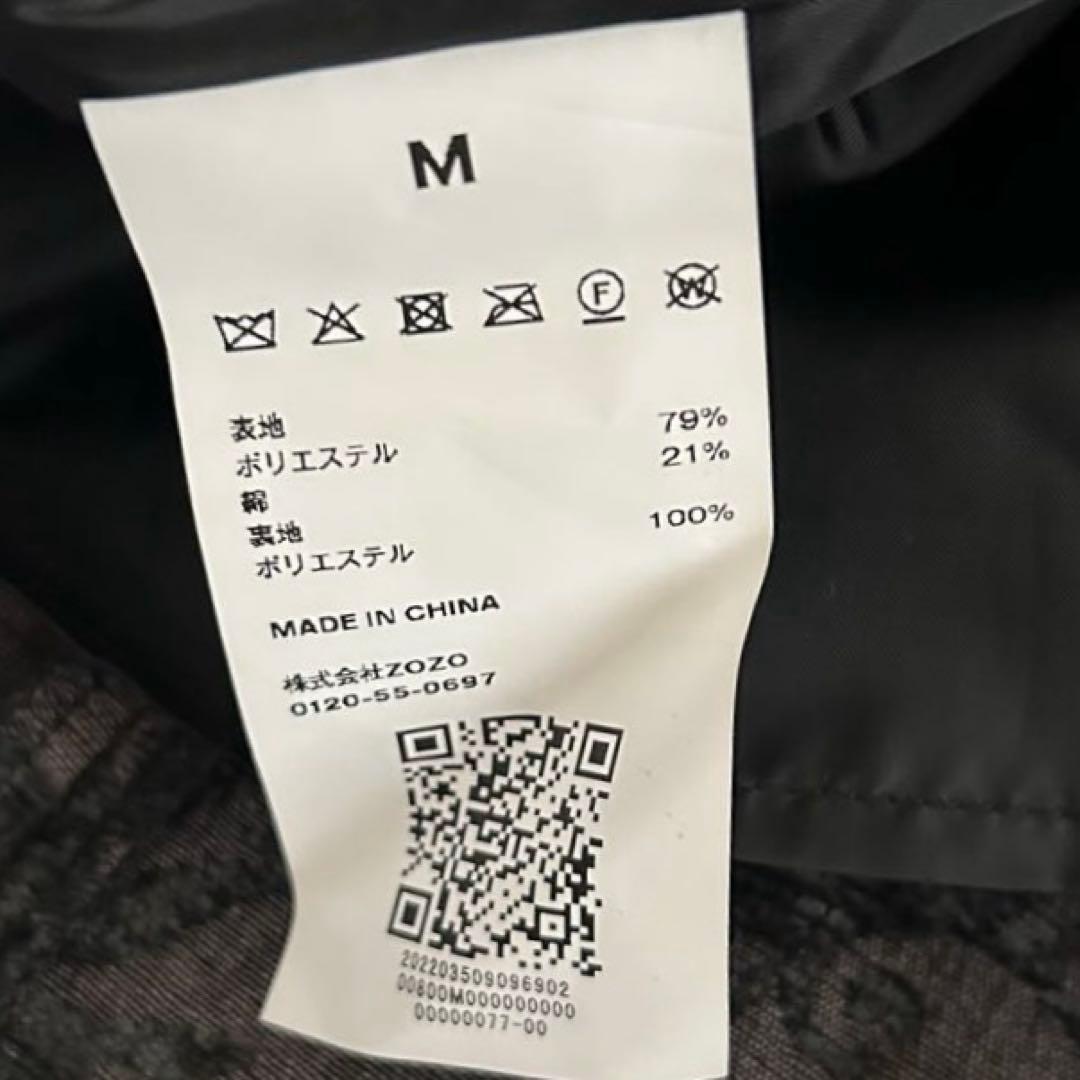 M
F
W
表地
ポリエステル 79%
綿 21%
裏地
ポリエステル 100%
MADE IN CHINA
株式会社ZOZO
0120-55-0697
202203509096902
00800M000000000
00000077-00